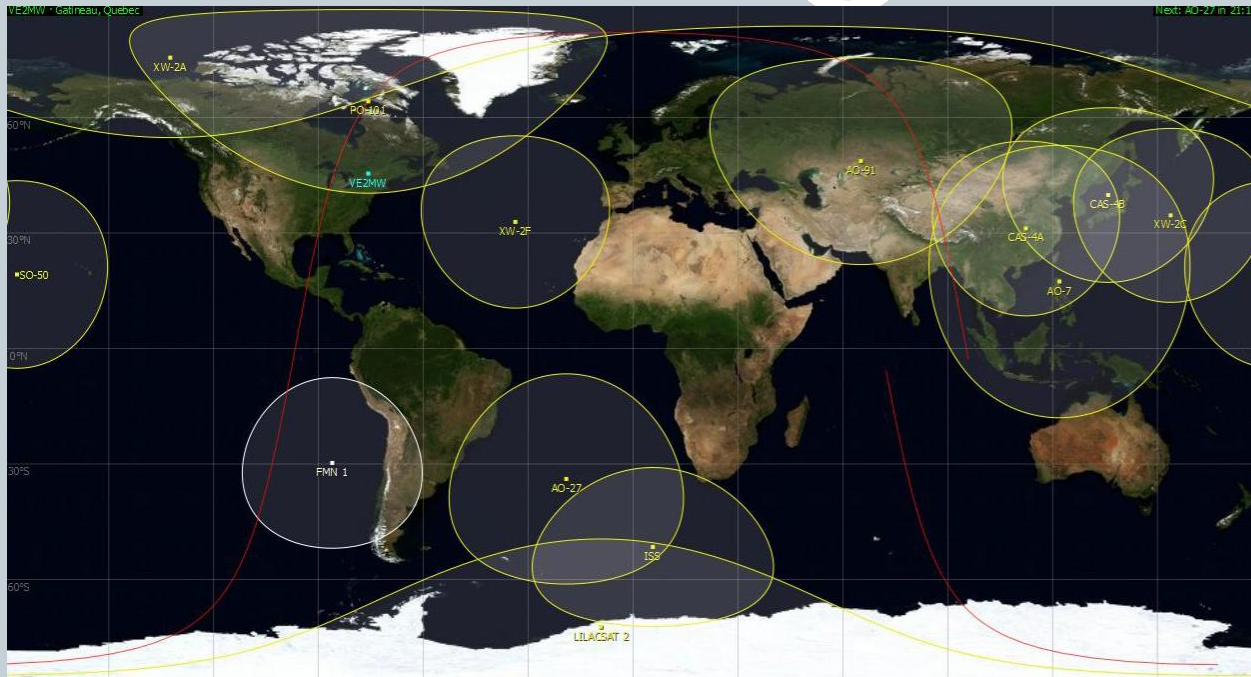 VE2MW · Gatineau, Quebec
Next: AO-27 in 21:1
XW-2A
PO-101
60°N
VE2MW
AO-91
CAS-4B
XW-2C
XW-2F
CAS-4A
30°N
SO-50
AO-7
0°N
FMN 1
30°S
AO-27
ISS
60°S
LILACSAT 2